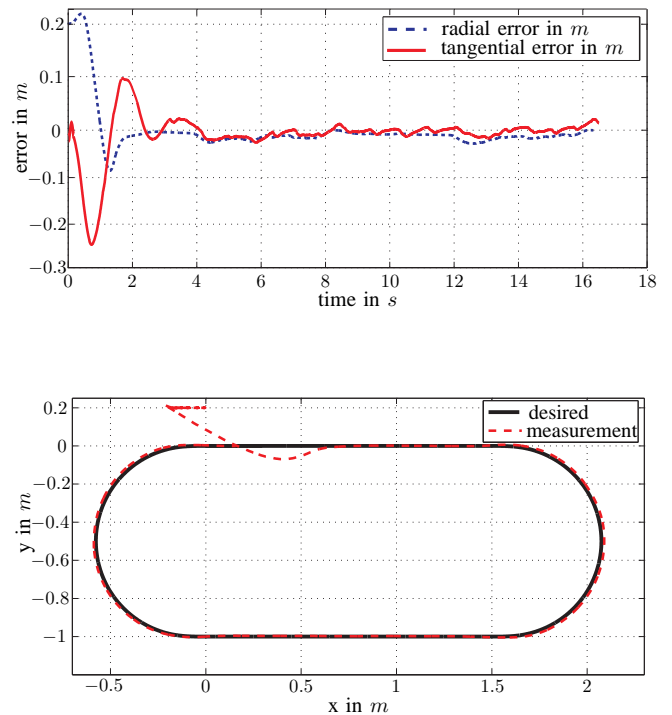 radial error in m
tangential error in m
error in m
0.2
0.1
0
−0.1
−0.2
−0.3
0 2 4 6 8 10 12 14 16 18
time in s
desired
measurement
y in m
0.2
0
−0.2
−0.4
−0.6
−0.8
−1
−0.5 0 0.5 1 1.5 2
x in m